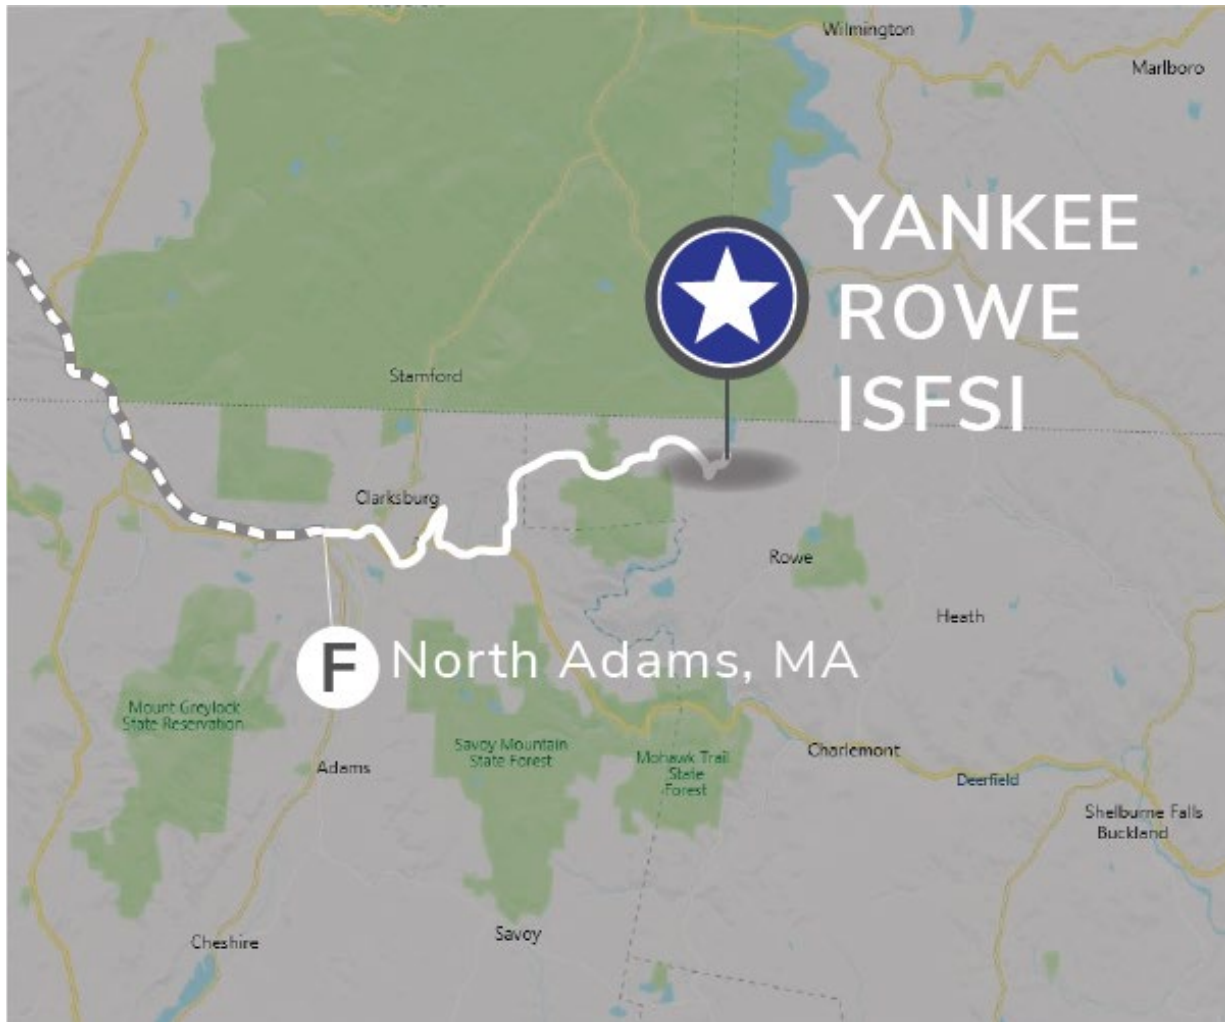 Wilmington
Marlboro
YANKEE
ROWE
ISFSI
Stamford
Clarksburg
Rowe
Heath
F North Adams, MA
Mount Greylock
State Reservation
Savoy Mountain
State Forest
Mohawk Trail
State
Forest
Charlemont
Adams
Deerfield
Shelburne Falls
Buckland
Savoy
Cheshire